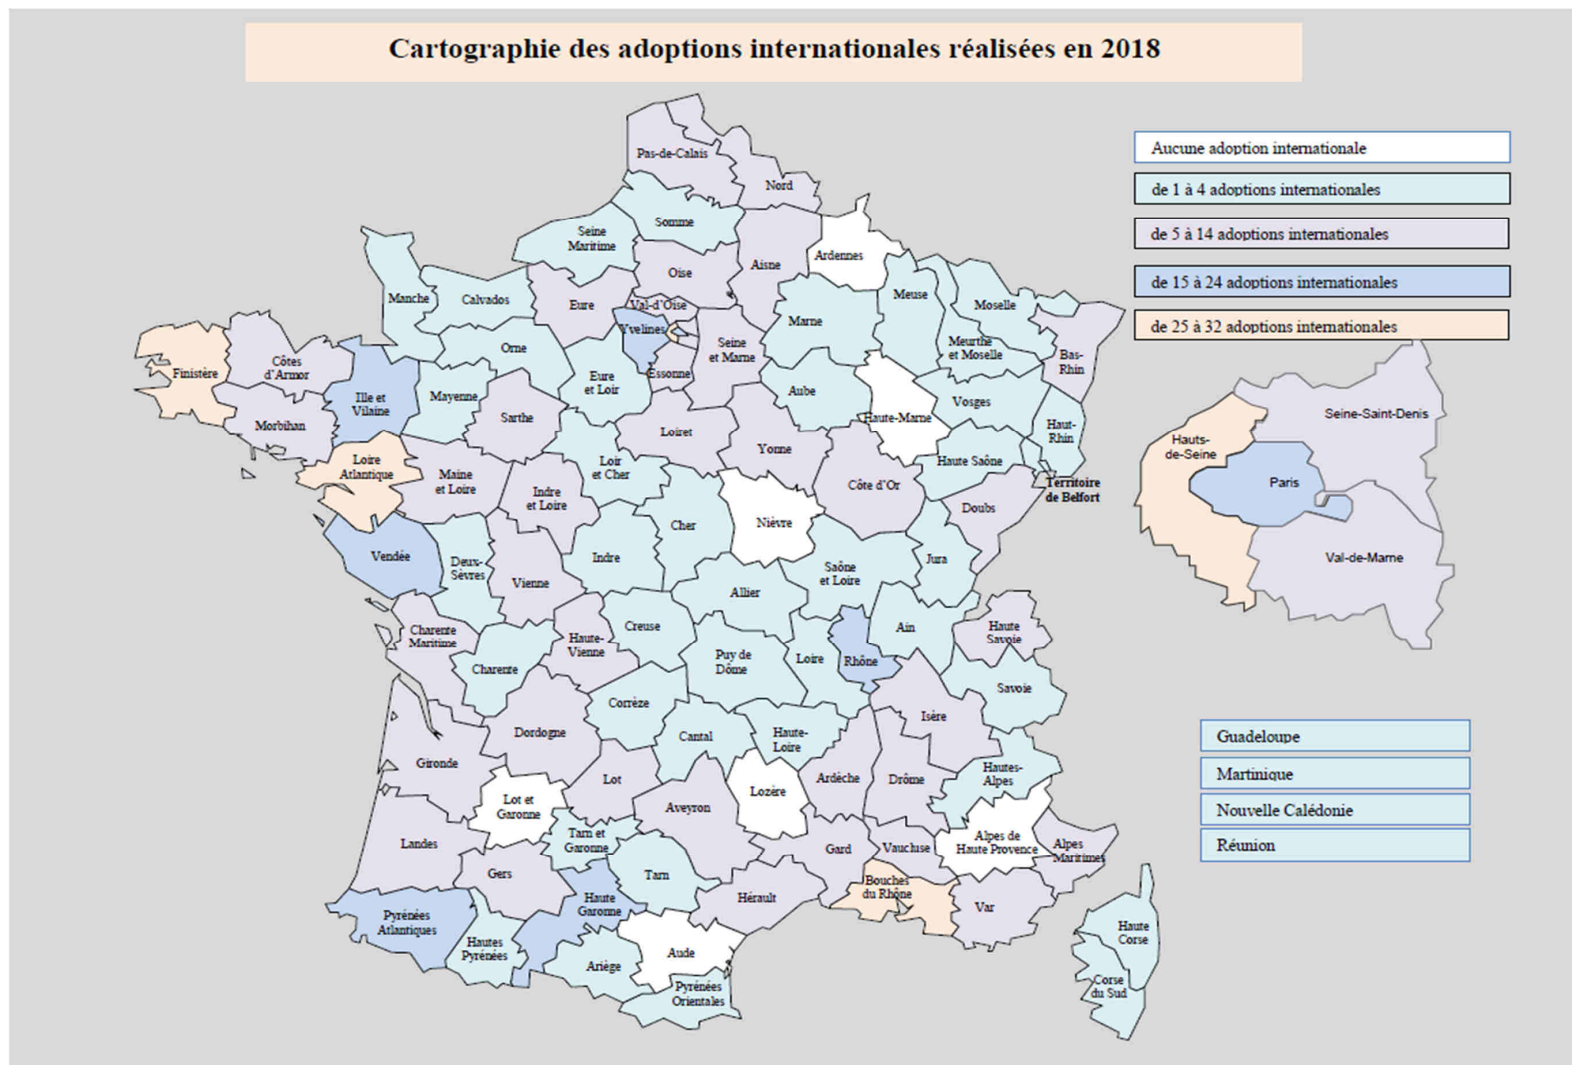 Cartographie des adoptions internationales réalisées en 2018
Aucune adoption internationale
de 1 à 4 adoptions internationales
de 5 à 14 adoptions internationales
de 15 à 24 adoptions internationales
de 25 à 32 adoptions internationales
Pas-de-Calais
Nord
Somme
Seine
Maritime
Oise
Aisne
Ardennes
Manche
Calvados
Eure
Val-d'Oise
Yvelines
Essonne
Seine
et Marne
Marne
Meuse
Moselle
Meurthe
et Moselle
Bas-
Rhin
Finistère
Côtes
d'Armor
Ille et
Vilaine
Morbihan
Orne
Mayenne
Sarthe
Eure
et Loir
Aube
Haute-Marne
Vosges
Haut-
Rhin
Loire
Atlantique
Maine
et Loire
Indre
et Loire
Loir
et Cher
Loiret
Yonne
Côte d'Or
Haute Saône
Territoire
de Belfort
Doubs
Vendée
Deux-
Sèvres
Vienne
Indre
Cher
Nièvre
Saône
et Loire
Jura
Allier
Charente
Maritime
Charente
Haute-
Vienne
Creuse
Puy de
Dôme
Loire
Rhône
Ain
Haute
Savoie
Savoie
Corrèze
Dordogne
Cantal
Haute-
Loire
Isère
Gironde
Lot
Lot et
Garonne
Aveyron
Lozère
Ardèche
Drôme
Hautes-
Alpes
Landes
Gers
Tarn et
Garonne
Tarn
Gard
Vaucluse
Alpes de
Haute Provence
Alpes
Maritimes
Pyrénées
Atlantiques
Hautes
Pyrénées
Haute
Garonne
Ariège
Aude
Pyrénées
Orientales
Hérault
Bouches
du Rhône
Var
Haute
Corse
Corse
du Sud
Hauts-
de-Seine
Seine-Saint-Denis
Paris
Val-de-Marne
Guadeloupe
Martinique
Nouvelle Calédonie
Réunion